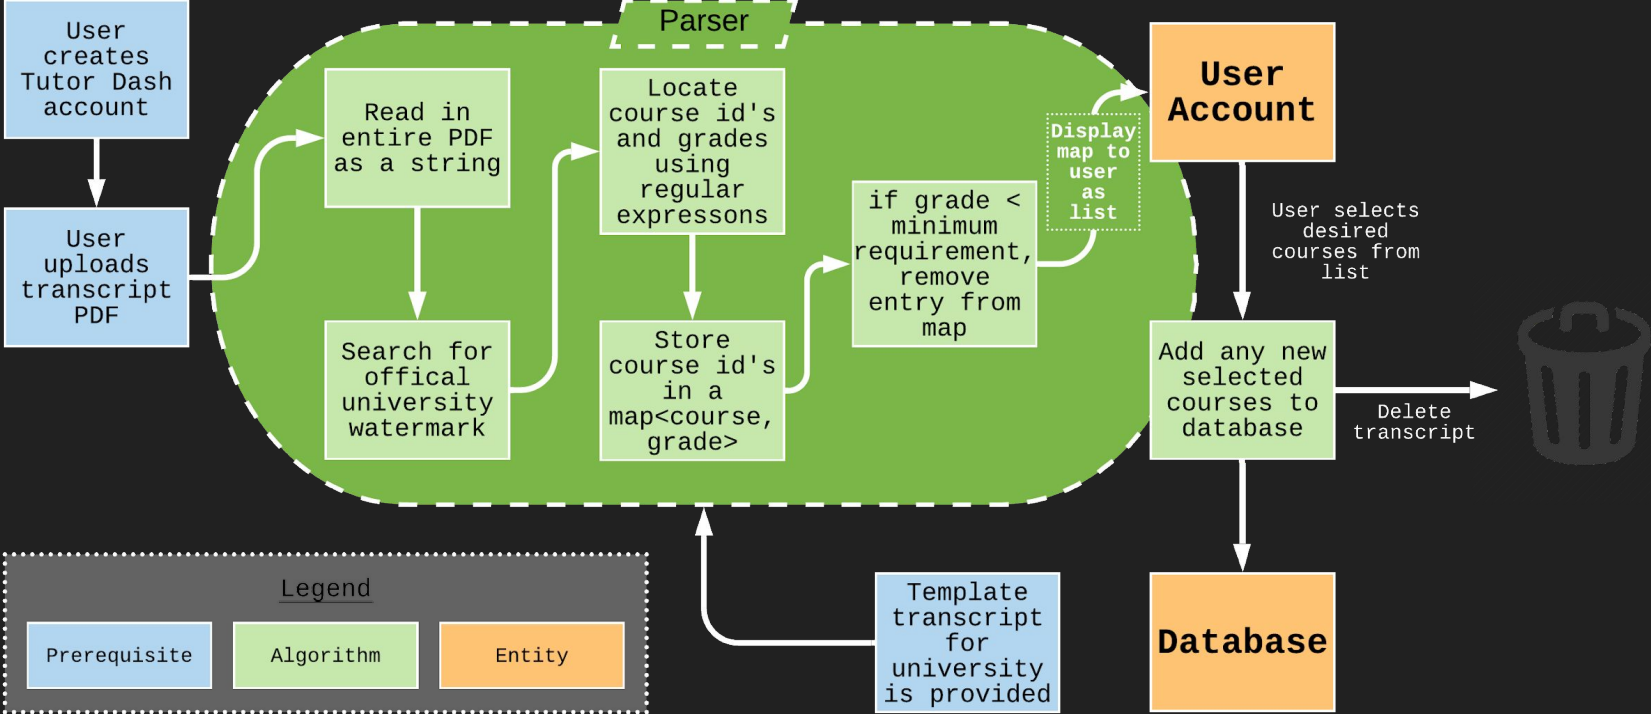 User
creates
Tutor Dash
account
User
uploads
transcript
PDF
Parser
Read in
entire PDF
as a string
Search for
offical
university
watermark
Locate
course id's
and grades
using
regular
expressons
Store
course id's
in a
map<course,
grade>
if grade <
minimum
requirement,
remove
entry from
map
Display
map to
user
as
list
User
Account
User selects
desired
courses from
list
Add any new
selected
courses to
database
Delete
transcript
Database
Template
transcript
for
university
is provided
Legend
Prerequisite
Algorithm
Entity